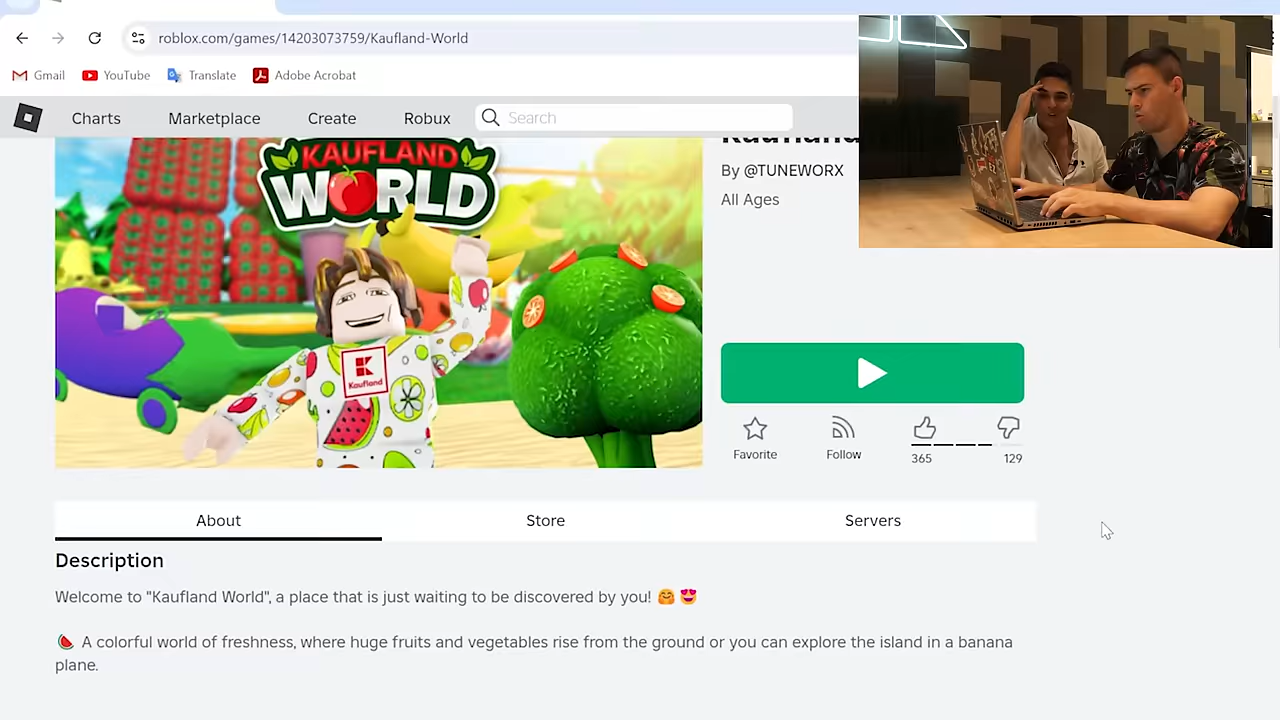 roblox.com/games/14203073759/Kaufland-World
Gmail
YouTube
Translate
Adobe Acrobat
Charts
Marketplace
Create
Robux
Search
KAUFLAND
WORLD
Kaufland
By @TUNEWORX
All Ages
Favorite
Follow
365
129
About
Store
Servers
Description
Welcome to "Kaufland World", a place that is just waiting to be discovered by you! 🤗 😍
🍉 A colorful world of freshness, where huge fruits and vegetables rise from the ground or you can explore the island in a banana
plane.